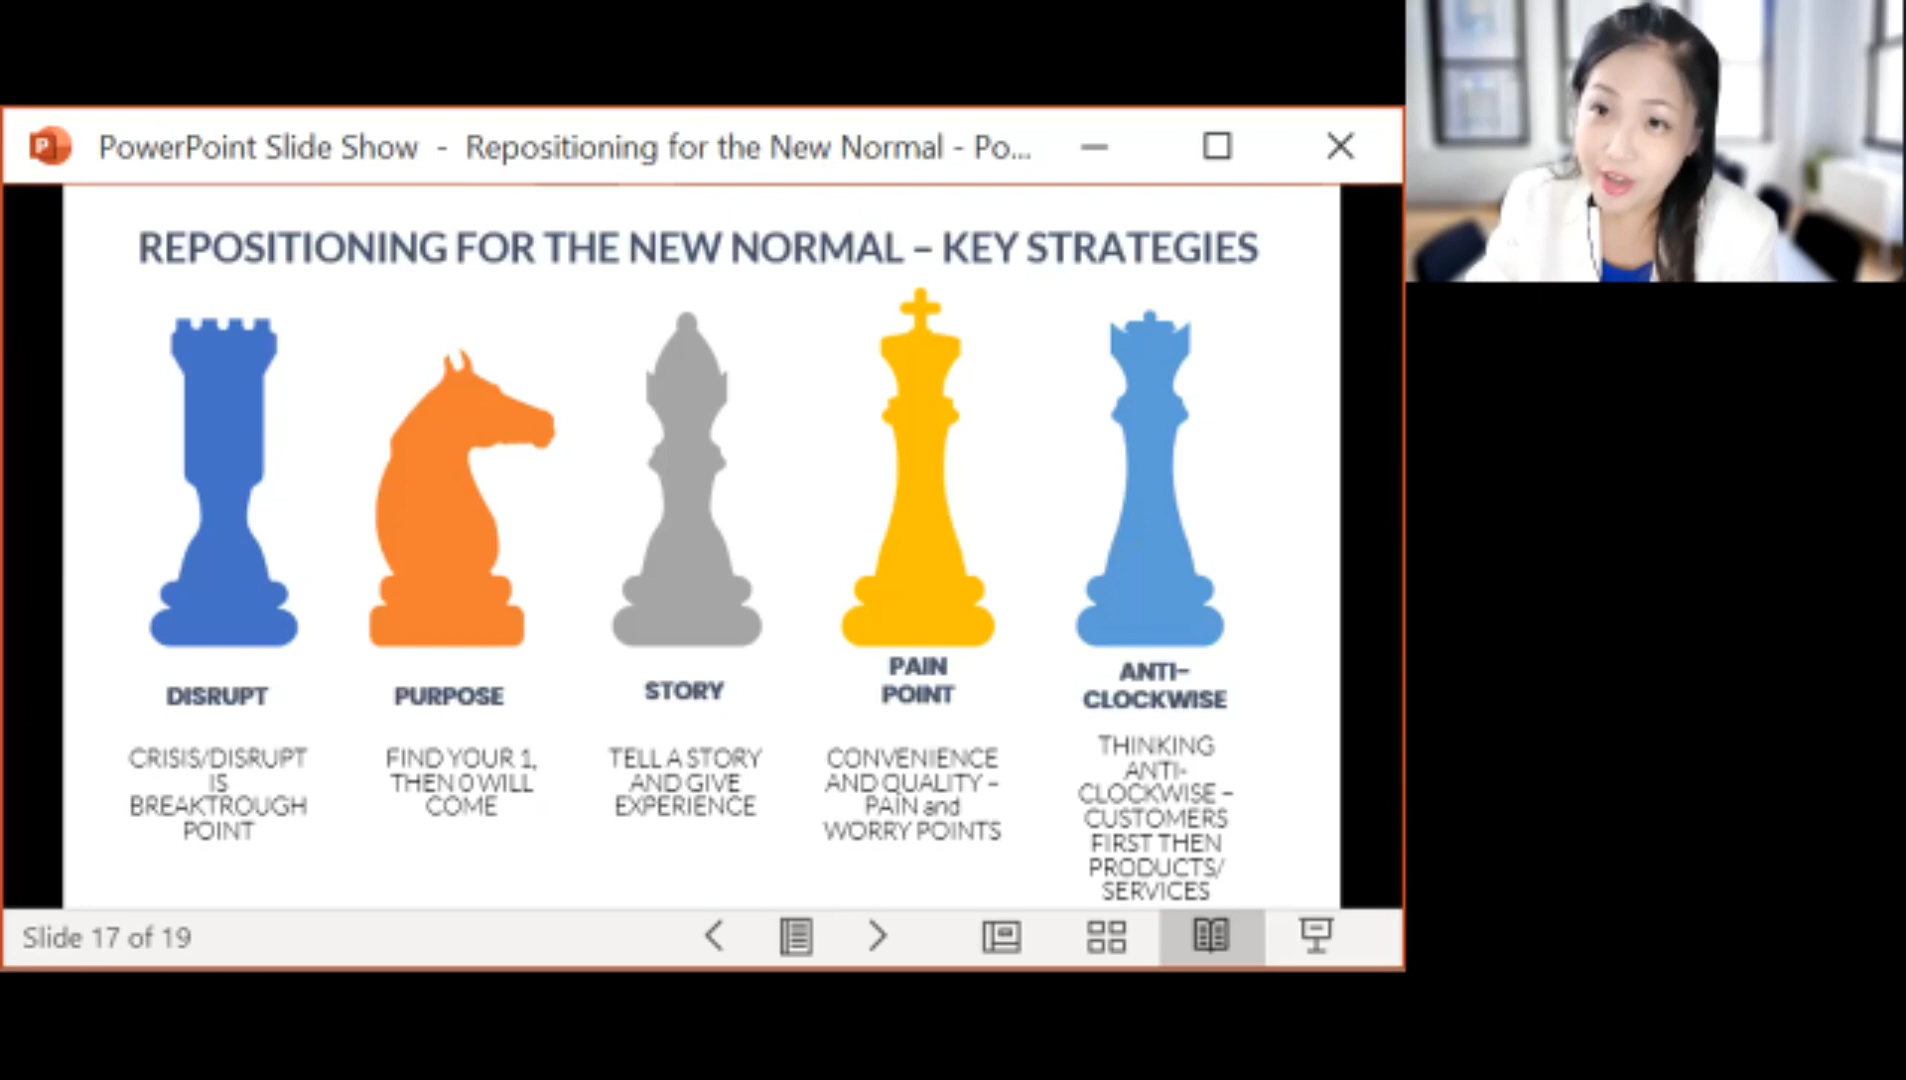 PowerPoint Slide Show - Repositioning for the New Normal - Po...
REPOSITIONING FOR THE NEW NORMAL – KEY STRATEGIES
DISRUPT
CRISIS/DISRUPT
IS
BREAKTROUGH
POINT
PURPOSE
FIND YOUR 1,
THEN 0 WILL
COME
STORY
TELL A STORY
AND GIVE
EXPERIENCE
PAIN
POINT
CONVENIENCE
AND QUALITY –
PAIN and
WORRY POINTS
ANTI-
CLOCKWISE
THINKING
ANTI-
CLOCKWISE –
CUSTOMERS
FIRST THEN
PRODUCTS/
SERVICES
Slide 17 of 19